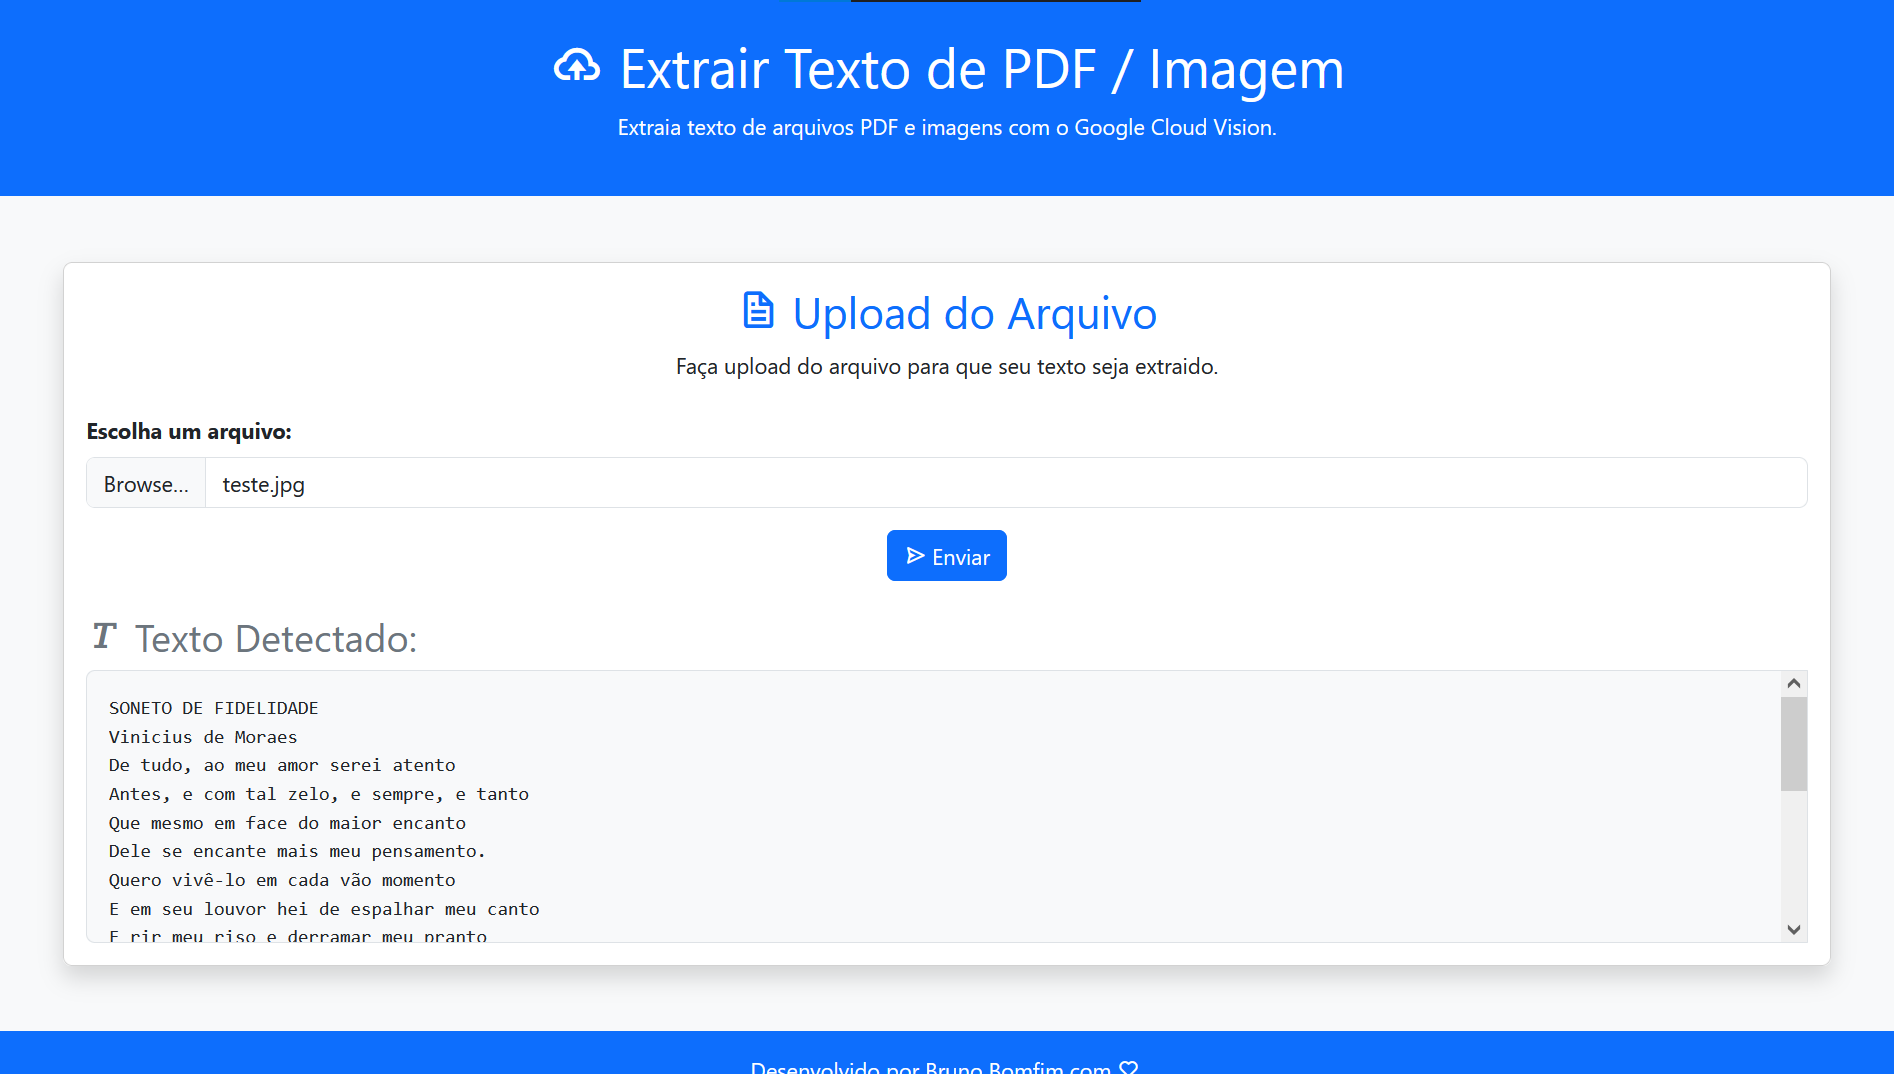 Extrair Texto de PDF / Imagem
Extraia texto de arquivos PDF e imagens com o Google Cloud Vision.
Upload do Arquivo
Faça upload do arquivo para que seu texto seja extraido.
Escolha um arquivo:
Browse... teste.jpg
Enviar
Texto Detectado:
SONETO DE FIDELIDADE
Vinicius de Moraes
De tudo, ao meu amor serei atento
Antes, e com tal zelo, e sempre, e tanto
Que mesmo em face do maior encanto
Dele se encante mais meu pensamento.
Quero vivê-lo em cada vão momento
E em seu louvor hei de espalhar meu canto
E rir meu riso e derramar meu pranto
Desenvolvido por Bruno Bomfim com